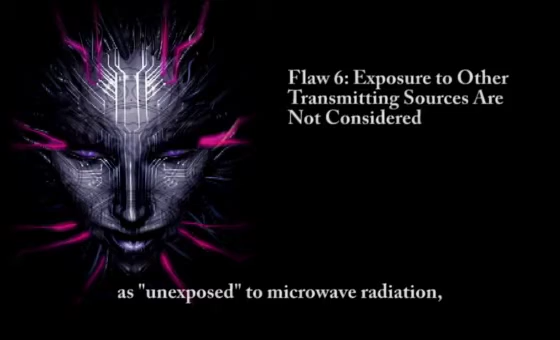 Flaw 6: Exposure to Other
Transmitting Sources Are
Not Considered
as "unexposed" to microwave radiation,